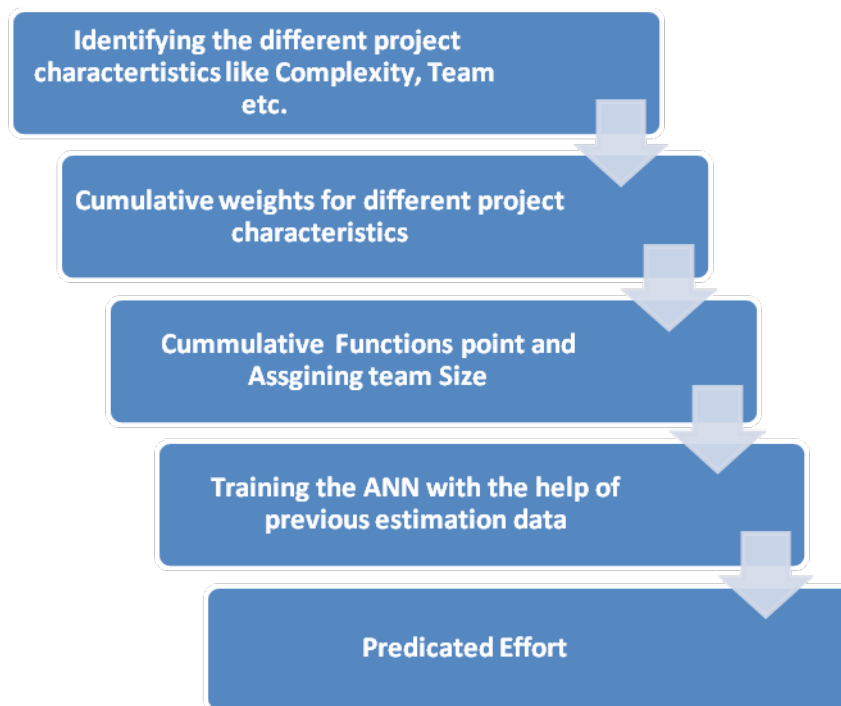 Identifying the different project
charactertistics like Complexity, Team
etc.
Cumulative weights for different project
characteristics
Cummulative Functions point and
Assgining team Size
Training the ANN with the help of
previous estimation data
Predicated Effort